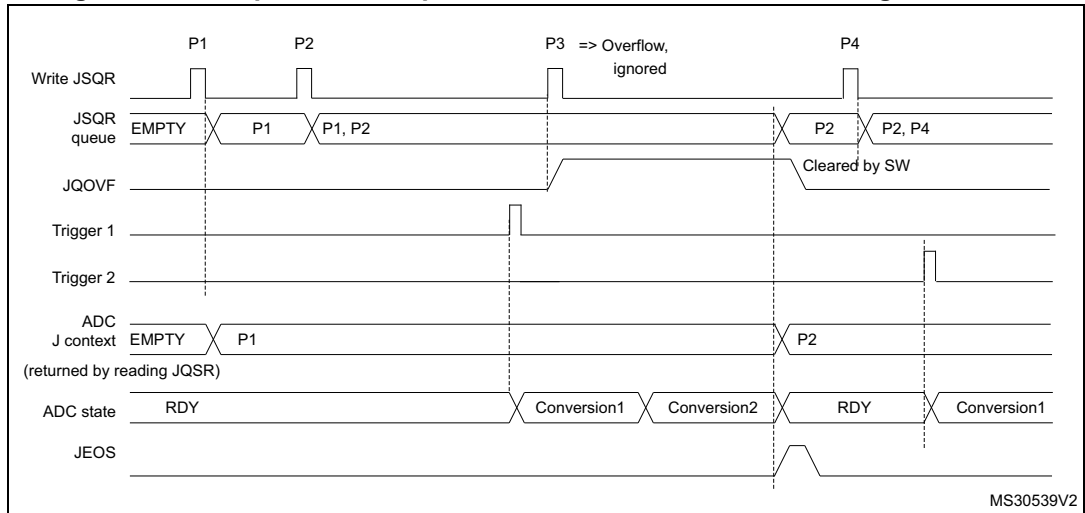 P1 P2 P3 => Overflow, P4
ignored
Write JSQR
JSQR
queue EMPTY P1 P1, P2 P2 P2, P4
Cleared by SW
JQOVF
Trigger 1
Trigger 2
ADC
J context EMPTY P1 P2
(returned by reading JQSR)
ADC state RDY Conversion1 Conversion2 RDY Conversion1
JEOS
MS30539V2